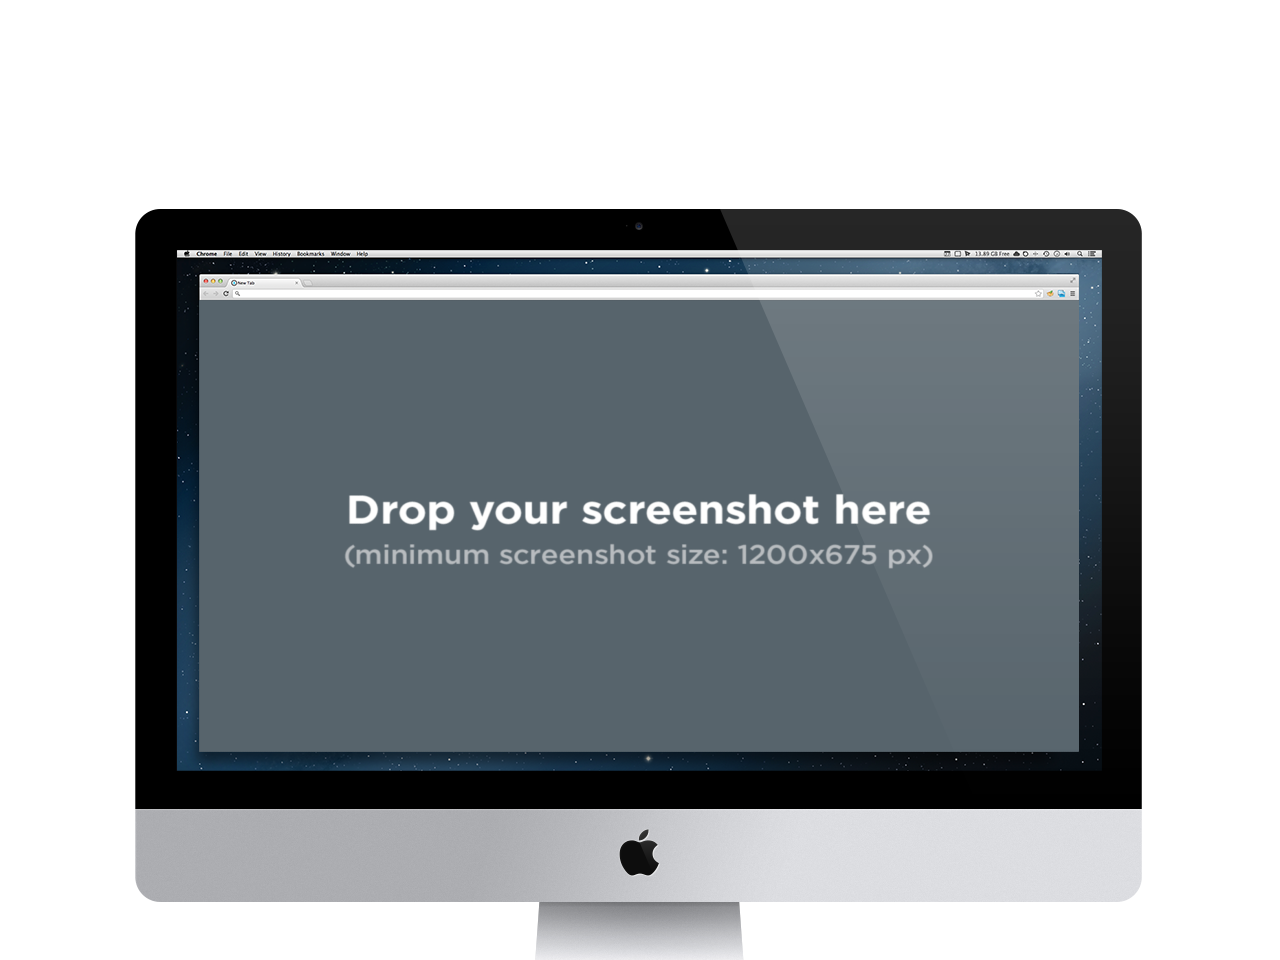 Chrome File Edit View History Bookmarks Window Help 13.89 GB Free
New Tab
Drop your screenshot here
(minimum screenshot size: 1200x675 px)